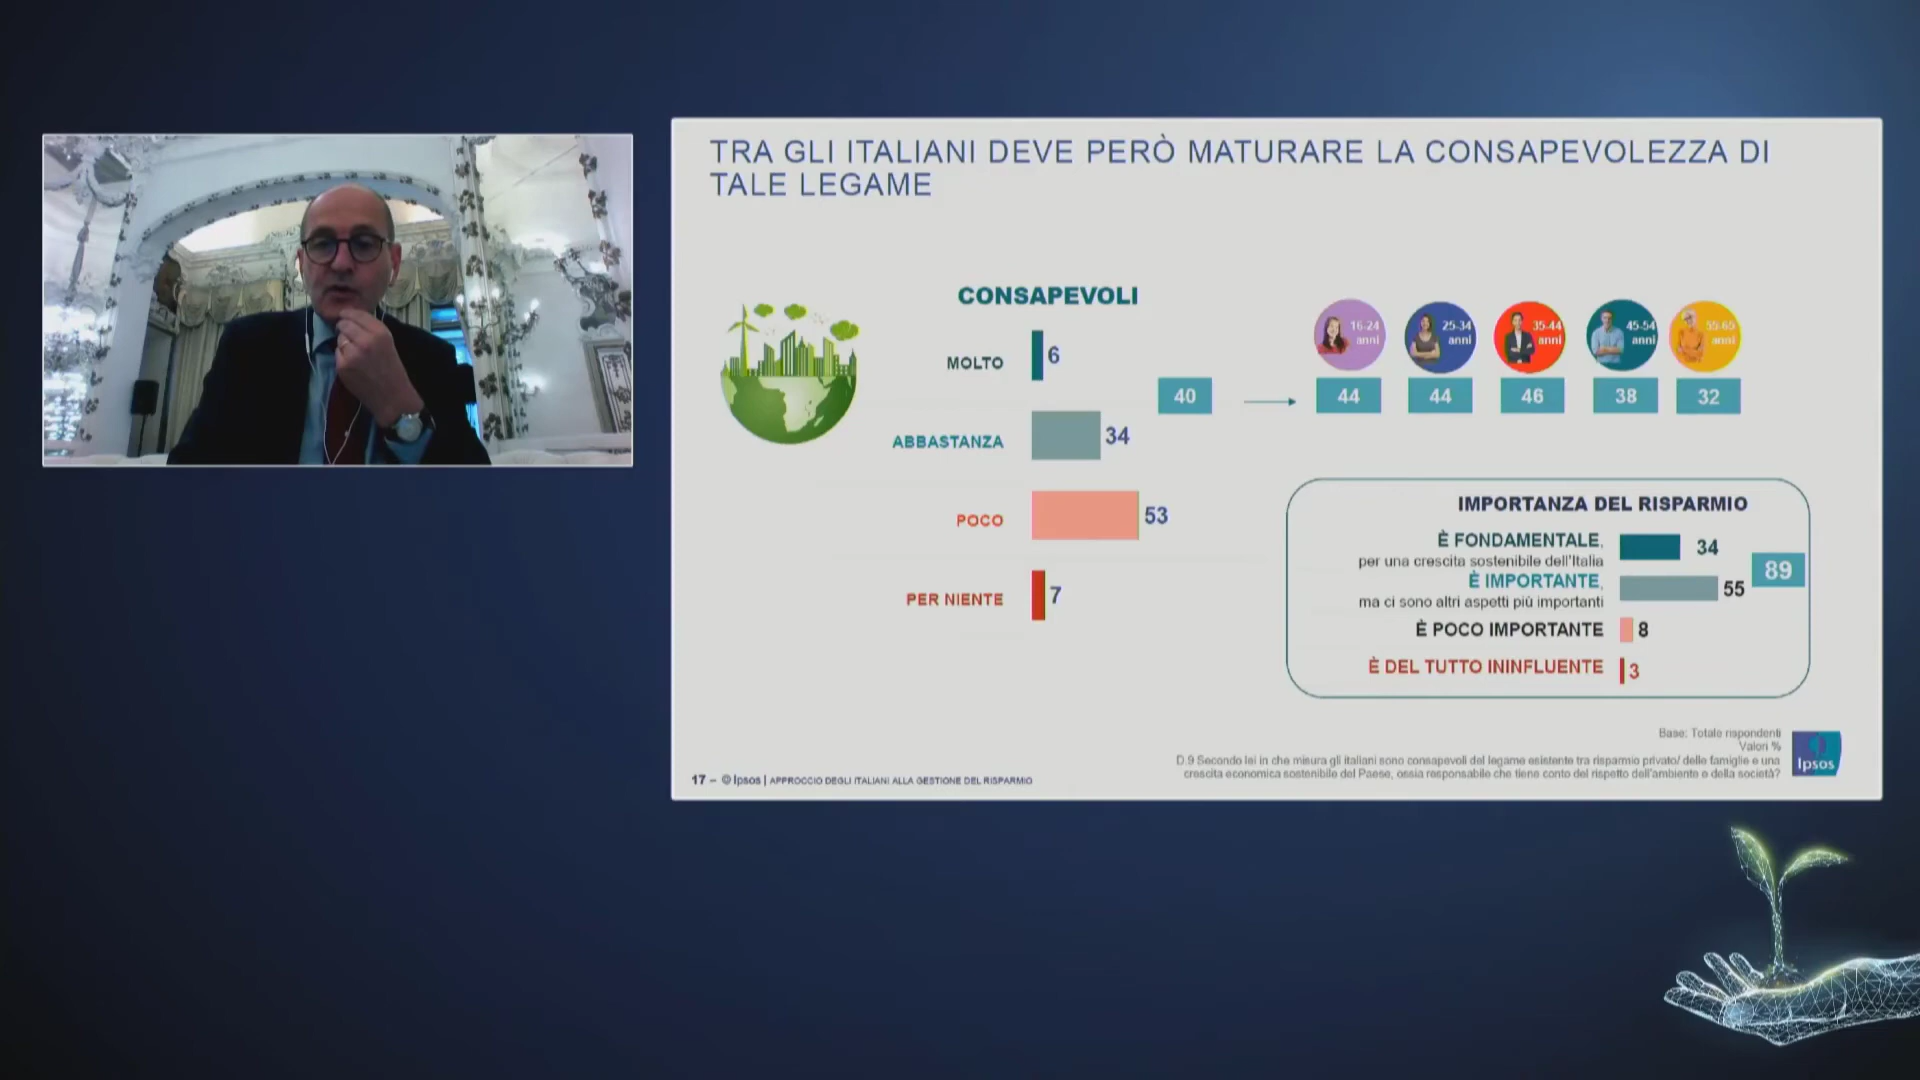 TRA GLI ITALIANI DEVE PERÒ MATURARE LA CONSAPEVOLEZZA DI
TALE LEGAME
CONSAPEVOLI
MOLTO 6
ABBASTANZA 34
POCO 53
PER NIENTE 7
40
16-24 anni
25-34 anni
35-44 anni
45-54 anni
55-65 anni
44 44 46 38 32
IMPORTANZA DEL RISPARMIO
È FONDAMENTALE, 34
per una crescita sostenibile dell'Italia
È IMPORTANTE, 55
ma ci sono altri aspetti più importanti
89
È POCO IMPORTANTE 8
È DEL TUTTO ININFLUENTE 3
Base: Totale rispondenti
Valori %
D.9 Secondo lei in che misura gli italiani sono consapevoli del legame esistente tra risparmio privato/ delle famiglie e una
crescita economica sostenibile del Paese, ossia responsabile che tiene conto del rispetto dell'ambiente e della società?
17 – © Ipsos | APPROCCIO DEGLI ITALIANI ALLA GESTIONE DEL RISPARMIO
Ipsos